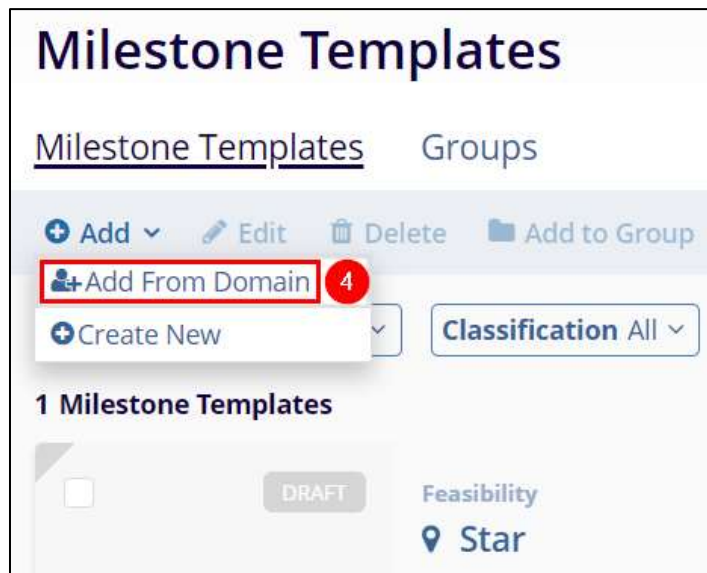 Milestone Templates
Milestone Templates Groups
Add Edit Delete Add to Group
Add From Domain 4
Create New
Classification All
1 Milestone Templates
DRAFT
Feasibility
Star